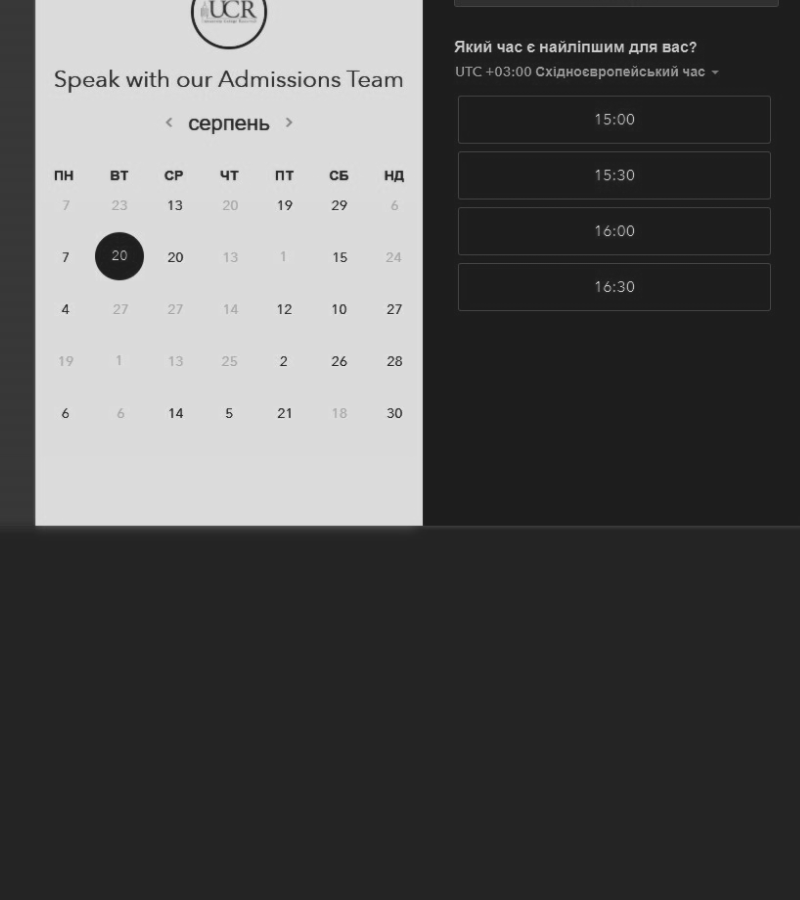 UCR
Speak with our Admissions Team
серпень
ПН ВТ СР ЧТ ПТ СБ НД
7 23 13 20 19 29 6
7 20 20 13 1 15 24
4 27 27 14 12 10 27
19 1 13 25 2 26 28
6 6 14 5 21 18 30
Який час є найліпшим для вас?
UTC +03:00 Східноєвропейський час
15:00
15:30
16:00
16:30